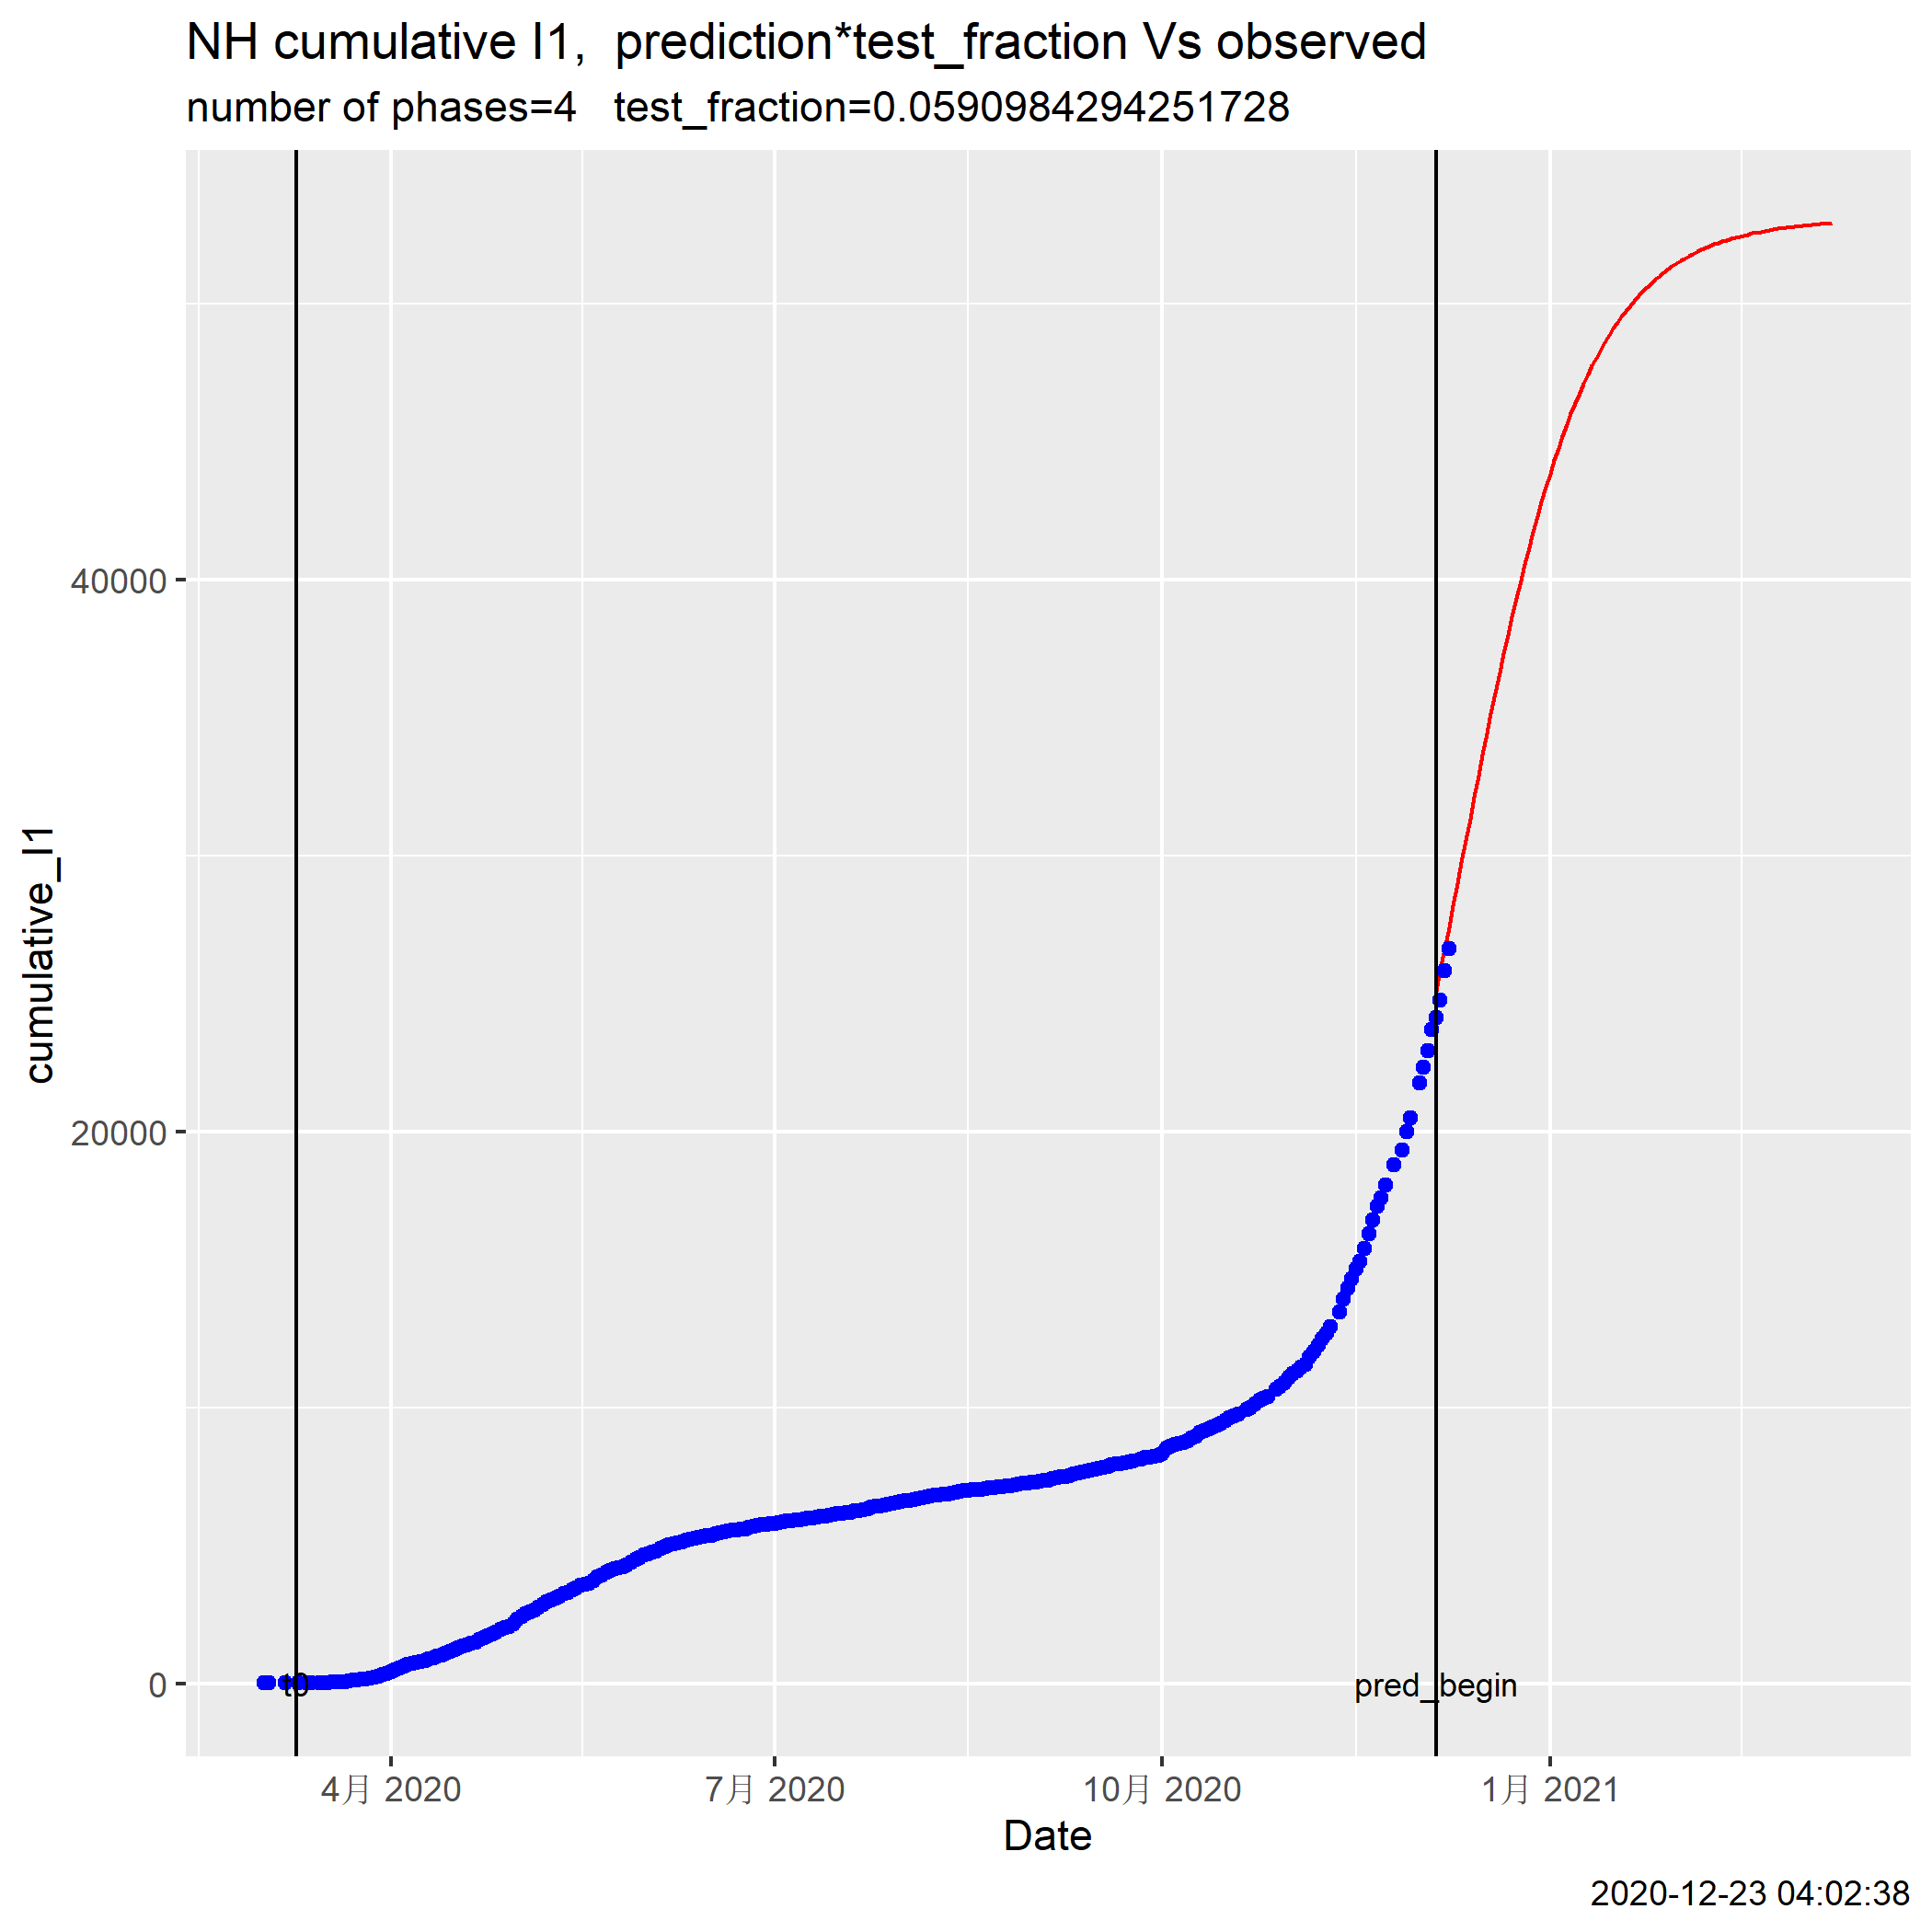 NH cumulative I1,  prediction*test_fraction Vs observed
number of phases=4   test_fraction=0.0590984294251728
cumulative_I1
40000
20000
0
t0
pred_begin
4月 2020
7月 2020
10月 2020
1月 2021
Date
2020-12-23 04:02:38